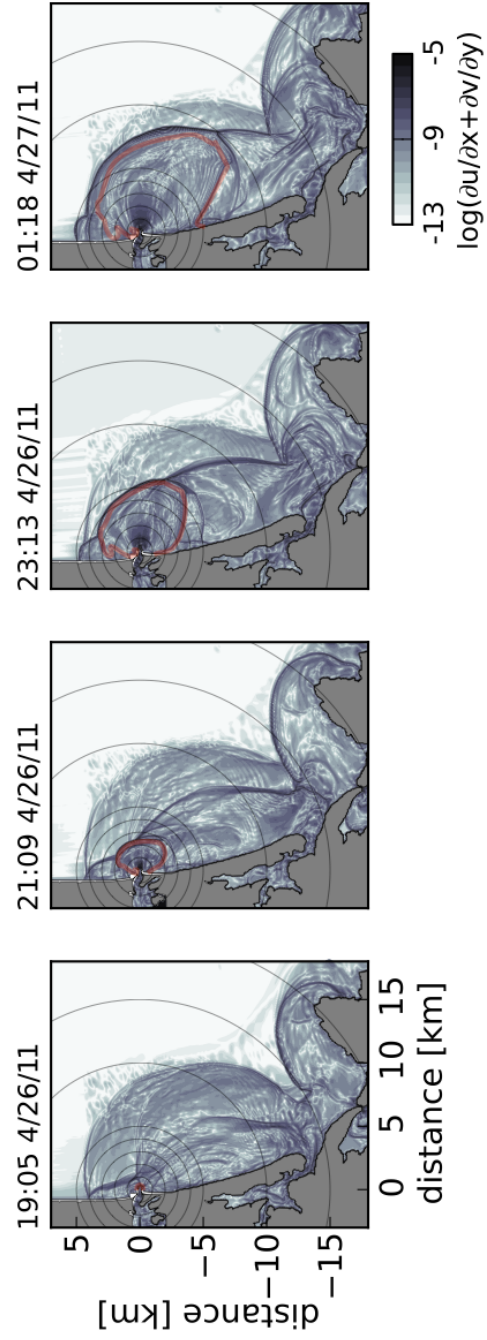 19:05 4/26/11
21:09 4/26/11
23:13 4/26/11
01:18 4/27/11
5
0
−5
−10
−15
distance [km]
0 5 10 15
distance [km]
-13 -9 -5
log(∂u/∂x+∂v/∂y)